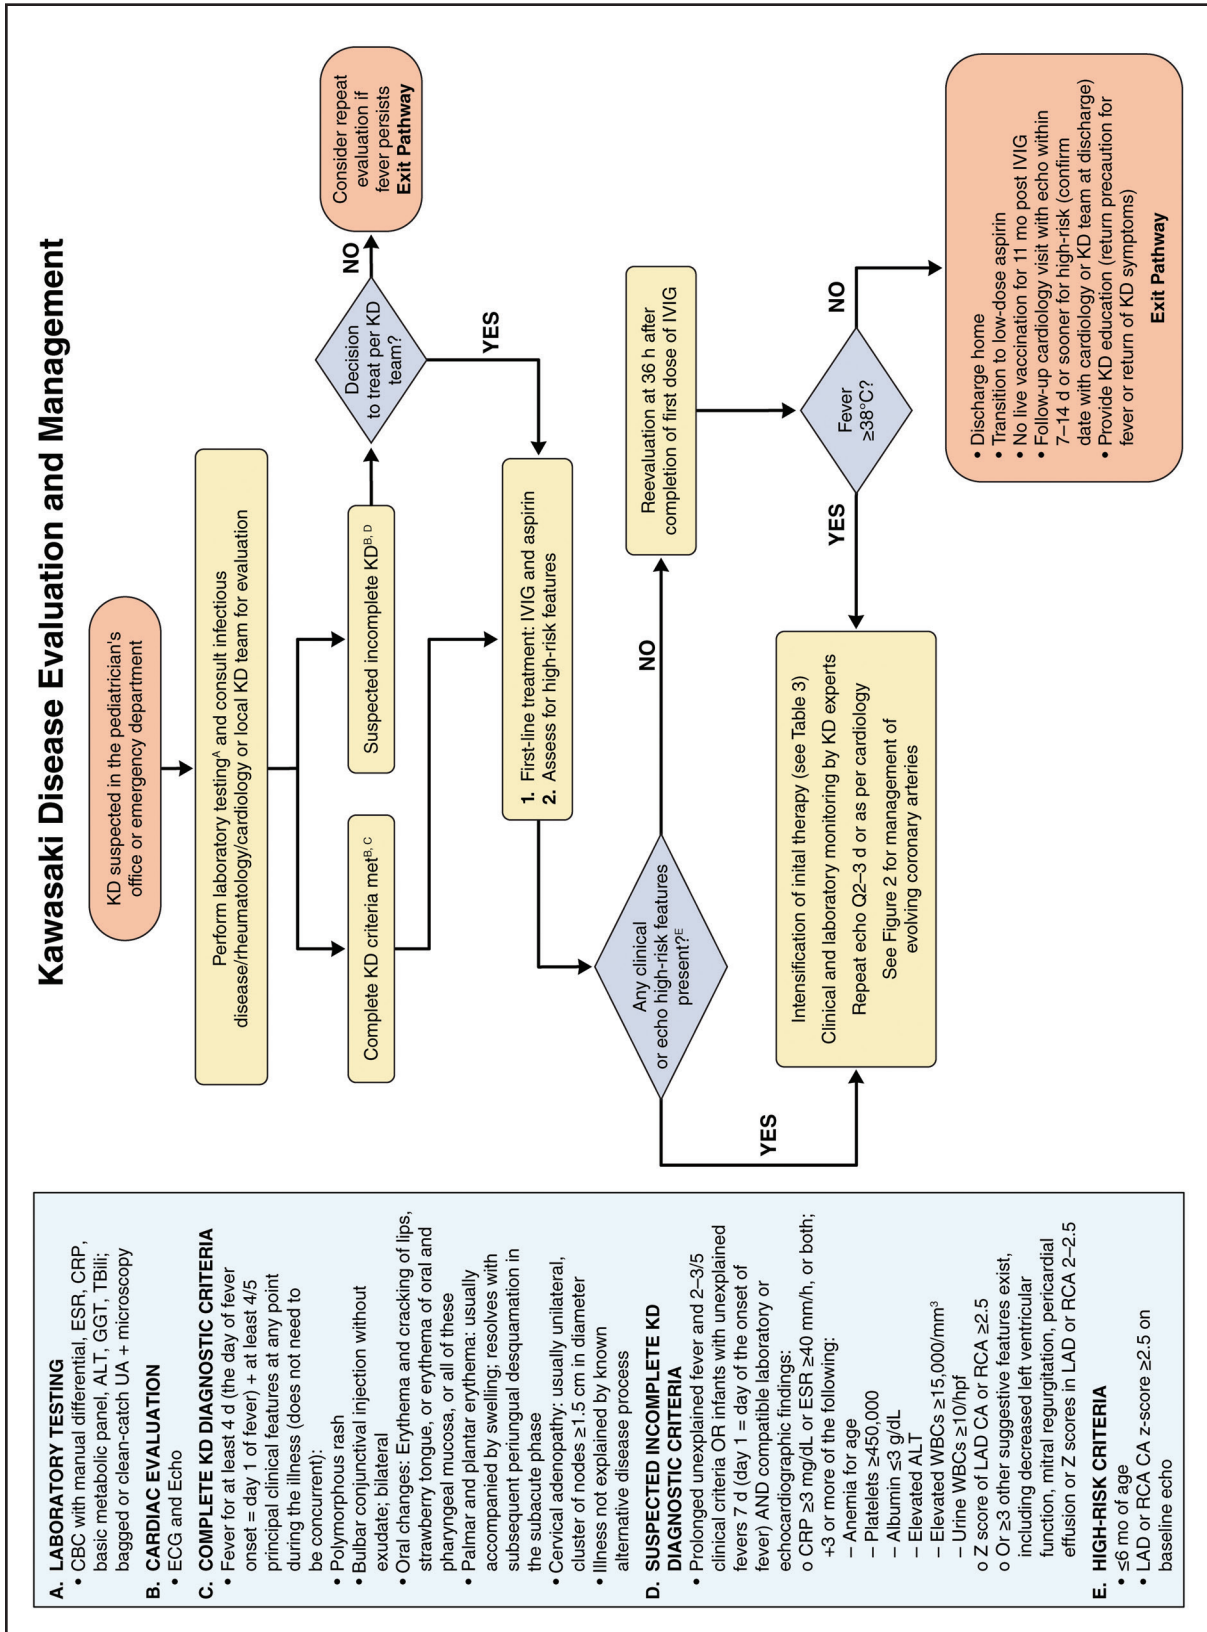 Kawasaki Disease Evaluation and Management
KD suspected in the pediatrician's
office or emergency department
Perform laboratory testingA and consult infectious
disease/rheumatology/cardiology or local KD team for evaluation
Complete KD criteria metB, C
Suspected incomplete KDB, D
Decision
to treat per KD
team?
NO
Consider repeat
evaluation if
fever persists
Exit Pathway
YES
1. First-line treatment: IVIG and aspirin
2. Assess for high-risk features
Any clinical
or echo high-risk features
present?E
NO
Reevaluation at 36 h after
completion of first dose of IVIG
YES
Fever
≥38°C?
YES
NO
Intensification of inital therapy (see Table 3)
Clinical and laboratory monitoring by KD experts
Repeat echo Q2–3 d or as per cardiology
See Figure 2 for management of
evolving coronary arteries
• Discharge home
• Transition to low-dose aspirin
• No live vaccination for 11 mo post IVIG
• Follow-up cardiology visit with echo within
7–14 d or sooner for high-risk (confirm
date with cardiology or KD team at discharge)
• Provide KD education (return precaution for
fever or return of KD symptoms)
Exit Pathway
A. LABORATORY TESTING
• CBC with manual differential, ESR, CRP,
basic metabolic panel, ALT, GGT, TBili;
bagged or clean-catch UA + microscopy
B. CARDIAC EVALUATION
• ECG and Echo
C. COMPLETE KD DIAGNOSTIC CRITERIA
• Fever for at least 4 d (the day of fever
onset = day 1 of fever) + at least 4/5
principal clinical features at any point
during the illness (does not need to
be concurrent):
• Polymorphous rash
• Bulbar conjunctival injection without
exudate; bilateral
• Oral changes: Erythema and cracking of lips,
strawberry tongue, or erythema of oral and
pharyngeal mucosa, or all of these
• Palmar and plantar erythema: usually
accompanied by swelling; resolves with
subsequent periungual desquamation in
the subacute phase
• Cervical adenopathy: usually unilateral,
cluster of nodes ≥1.5 cm in diameter
• Illness not explained by known
alternative disease process
D. SUSPECTED INCOMPLETE KD
DIAGNOSTIC CRITERIA
• Prolonged unexplained fever and 2–3/5
clinical criteria OR infants with unexplained
fevers 7 d (day 1 = day of the onset of
fever) AND compatible laboratory or
echocardiographic findings:
o CRP ≥3 mg/dL or ESR ≥40 mm/h, or both;
+3 or more of the following:
– Anemia for age
– Platelets ≥450,000
– Albumin ≤3 g/dL
– Elevated ALT
– Elevated WBCs ≥15,000/mm3
– Urine WBCs ≥10/hpf
o Z score of LAD CA or RCA ≥2.5
o Or ≥3 other suggestive features exist,
including decreased left ventricular
function, mitral regurgitation, pericardial
effusion or Z scores in LAD or RCA 2–2.5
E. HIGH-RISK CRITERIA
• ≤6 mo of age
• LAD or RCA CA z-score ≥2.5 on
baseline echo